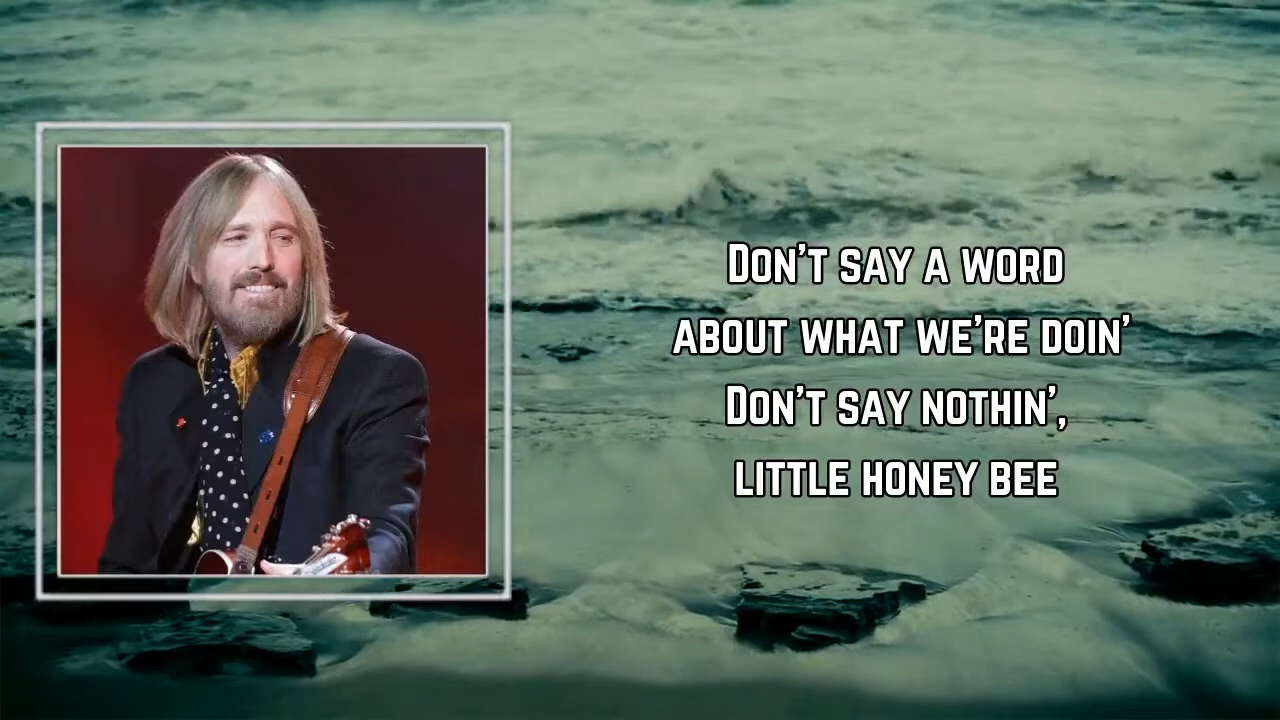 Don't say a word
about what we're doin'
Don't say nothin',
little honey bee